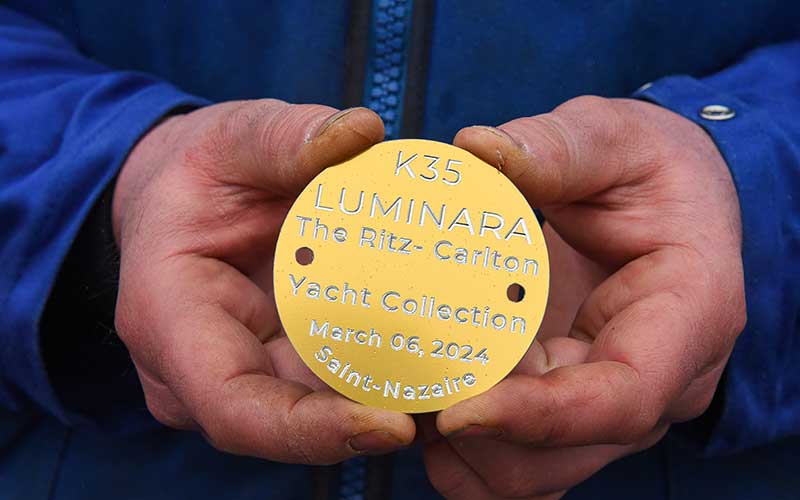 K35
LUMINARA
The Ritz- Carlton
Yacht Collection
March 06, 2024
Saint-Nazaire